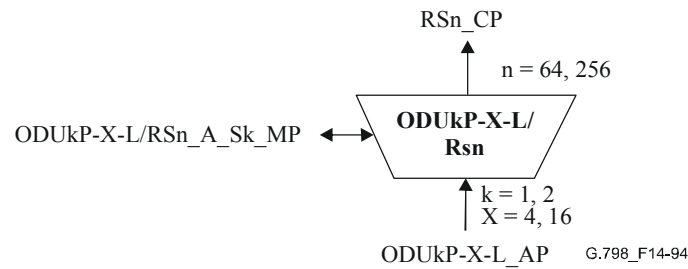 RSn_CP
n = 64, 256
ODUkP-X-L/
Rsn
ODUkP-X-L/RSn_A_Sk_MP
k = 1, 2
X = 4, 16
ODUkP-X-L_AP
G.798_F14-94